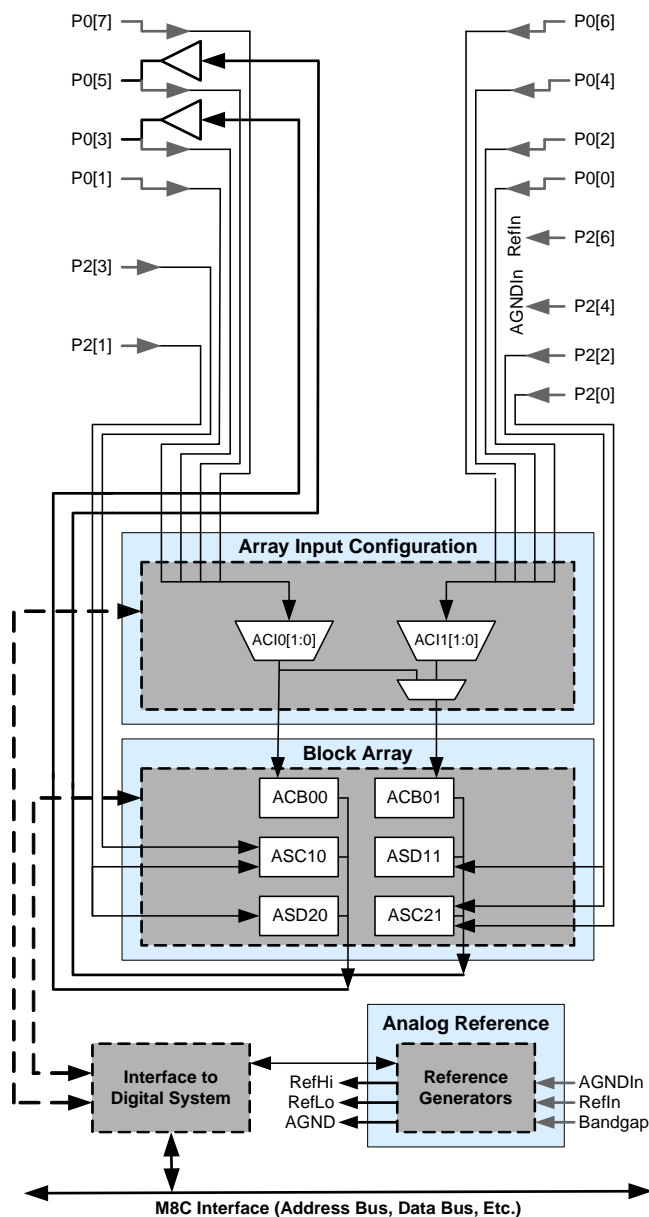 P0[7]
P0[6]
P0[5]
P0[4]
P0[3]
P0[2]
P0[1]
P0[0]
RefIn
P2[6]
P2[3]
AGNDIn
P2[4]
P2[1]
P2[2]
P2[0]
Array Input Configuration
ACI0[1:0]
ACI1[1:0]
Block Array
ACB00
ACB01
ASC10
ASD11
ASD20
ASC21
Analog Reference
Interface to
Digital System
RefHi
RefLo
AGND
Reference
Generators
AGNDIn
RefIn
Bandgap
M8C Interface (Address Bus, Data Bus, Etc.)